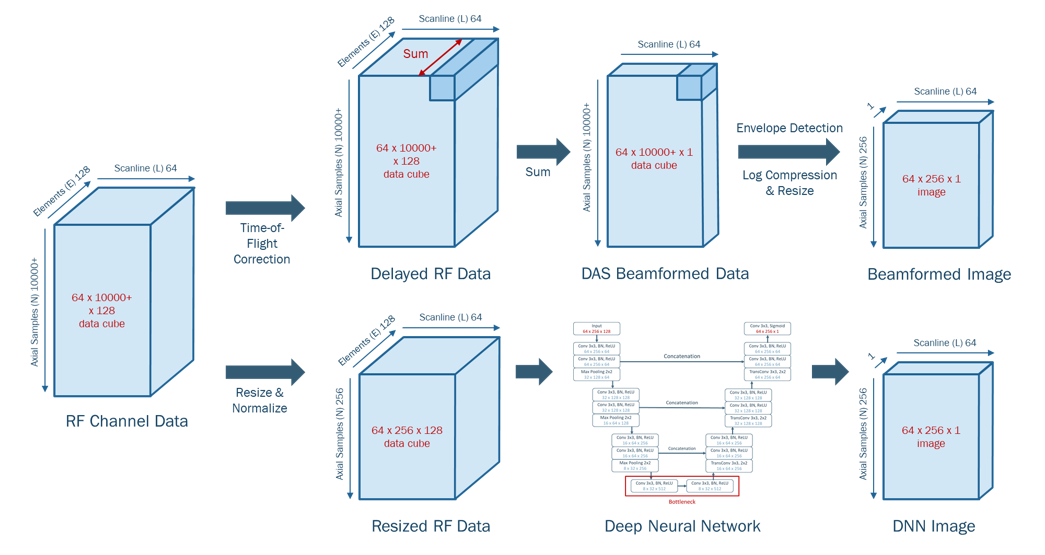 Elements (E) 128
Scanline (L) 64
Axial Samples (N) 10000+
64 x 10000+
x 128
data cube
RF Channel Data
Time-of-
Flight
Correction
Elements (E) 128
Scanline (L) 64
Sum
Axial Samples (N) 10000+
64 x 10000+
x 128
data cube
Delayed RF Data
Sum
Scanline (L) 64
Axial Samples (N) 10000+
64 x 10000+ x 1
data cube
DAS Beamformed Data
Envelope Detection
Log Compression
& Resize
1
Scanline (L) 64
Axial Samples (N) 256
64 x 256 x 1
image
Beamformed Image
Resize &
Normalize
Elements (E) 128
Scanline (L) 64
Axial Samples (N) 256
64 x 256 x 128
data cube
Resized RF Data
Input
64 x 256 x 128
Conv 3x3, BN, ReLU
64 x 256 x 64
Conv 3x3, BN, ReLU
64 x 256 x 64
Max Pooling 2x2
32 x 128 x 64
Conv 3x3, BN, ReLU
32 x 128 x 128
Conv 3x3, BN, ReLU
32 x 128 x 128
Max Pooling 2x2
16 x 64 x 128
Conv 3x3, BN, ReLU
16 x 64 x 256
Conv 3x3, BN, ReLU
16 x 64 x 256
Max Pooling 2x2
8 x 32 x 256
Conv 3x3, BN, ReLU
8 x 32 x 512
Conv 3x3, BN, ReLU
8 x 32 x 512
Bottleneck
Concatenation
Concatenation
Concatenation
Conv 3x3, Sigmoid
64 x 256 x 1
Conv 3x3, BN, ReLU
64 x 256 x 64
Conv 3x3, BN, ReLU
64 x 256 x 64
TransConv 3x3, 2x2
64 x 256 x 64
Conv 3x3, BN, ReLU
32 x 128 x 128
Conv 3x3, BN, ReLU
32 x 128 x 128
TransConv 3x3, 2x2
32 x 128 x 128
Conv 3x3, BN, ReLU
16 x 64 x 256
Conv 3x3, BN, ReLU
16 x 64 x 256
TransConv 3x3, 2x2
16 x 64 x 256
Deep Neural Network
1
Scanline (L) 64
Axial Samples (N) 256
64 x 256 x 1
image
DNN Image